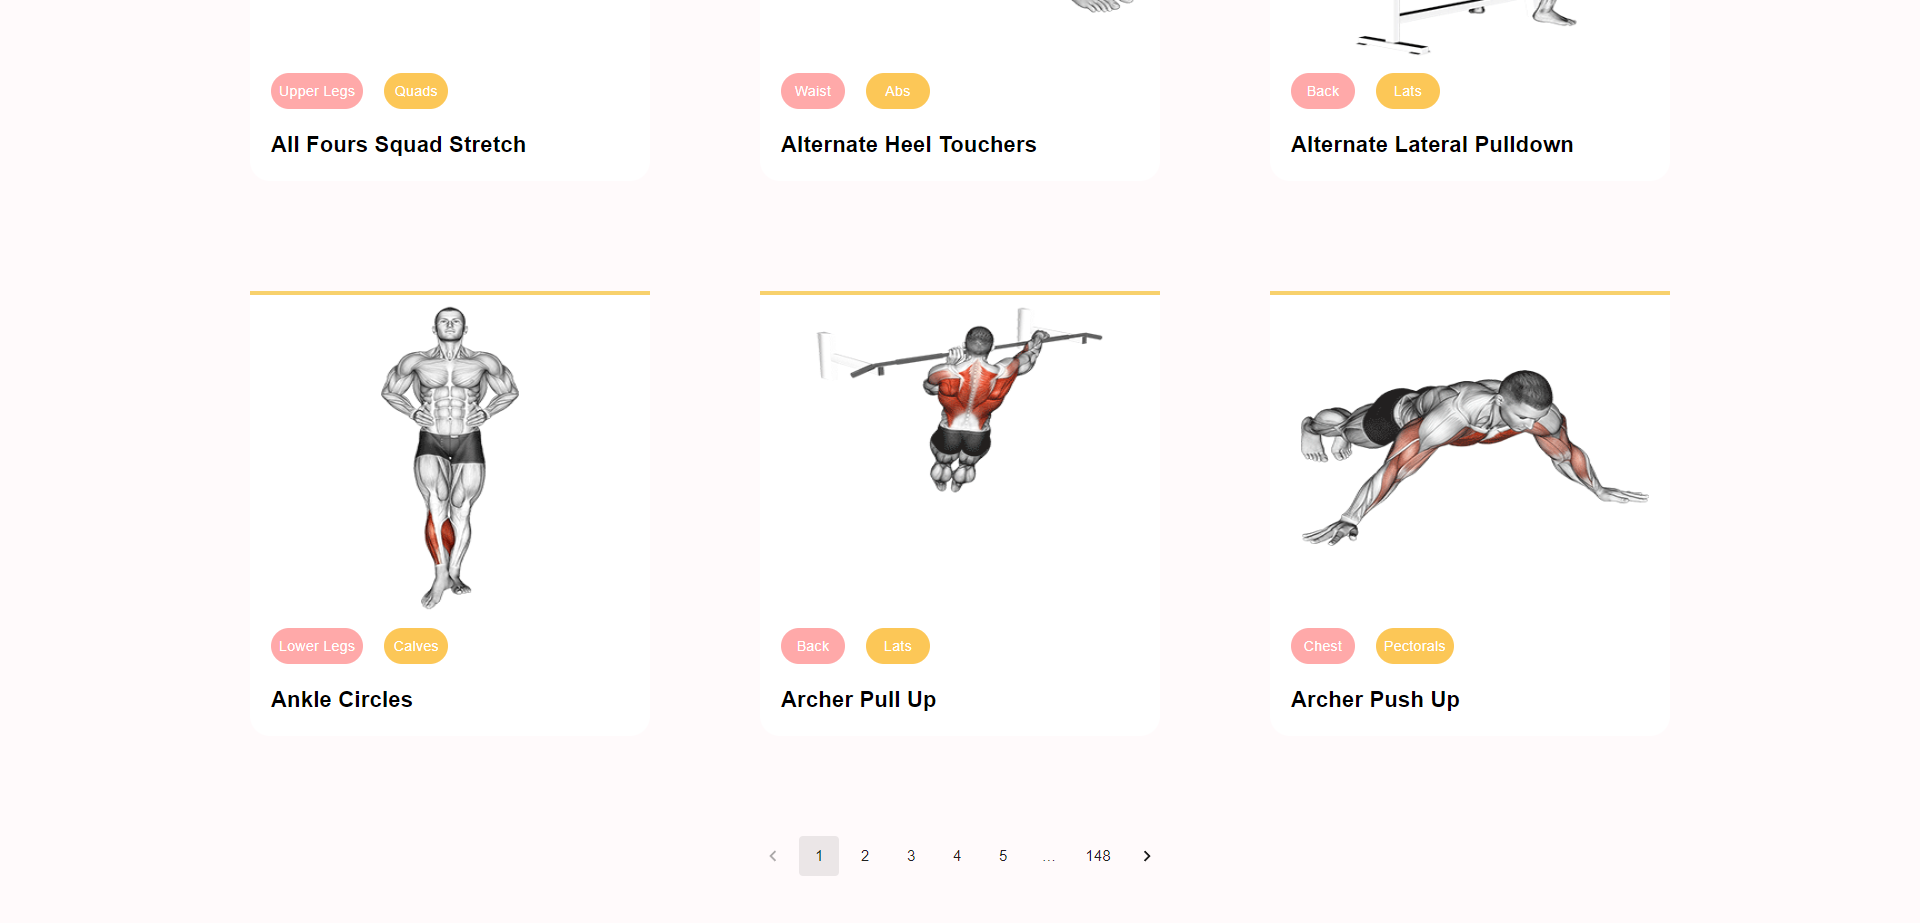 Upper Legs Quads
Waist Abs
Back Lats
All Fours Squad Stretch
Alternate Heel Touchers
Alternate Lateral Pulldown
Lower Legs Calves
Back Lats
Chest Pectorals
Ankle Circles
Archer Pull Up
Archer Push Up
1 2 3 4 5 … 148